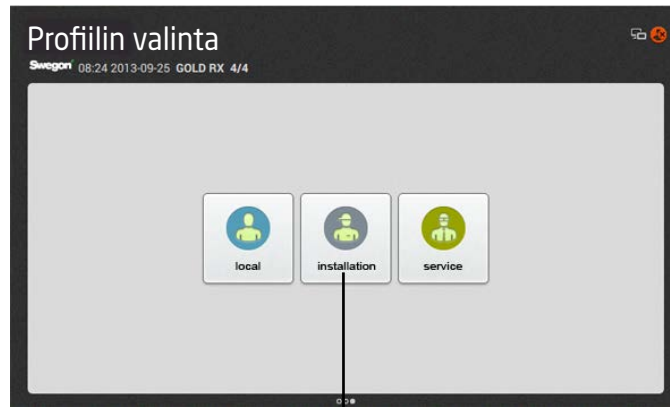 Profiilin valinta
Swegon 08:24 2013-09-25 GOLD RX 4/4
local
installation
service